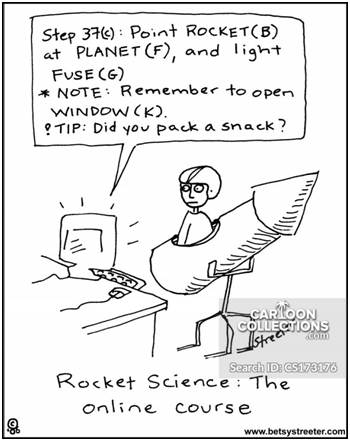 Step 37(c): Point ROCKET(B)
at PLANET(F), and light
FUSE(G)
* NOTE: Remember to open
WINDOW(K).
! TIP: Did you pack a snack?
CARTOON
COLLECTIONS
.com
Streeter
Search ID: CS173176
Rocket Science: The
online course
www.betsystreeter.com